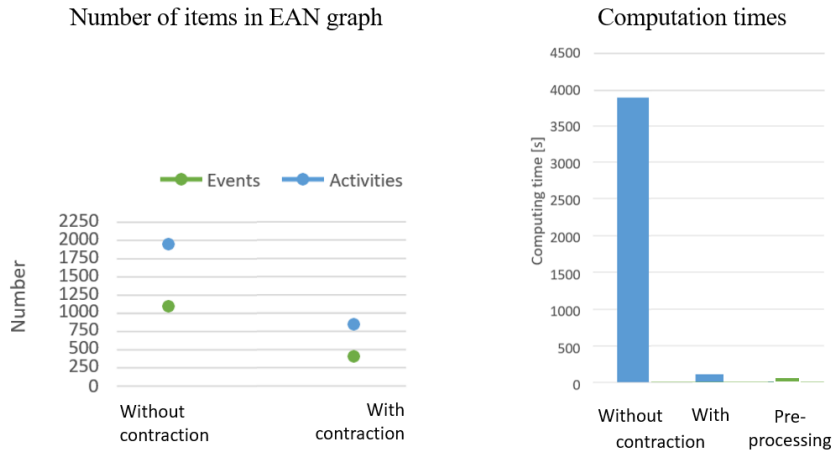 Number of items in EAN graph
Events
Activities
2250
2000
1750
1500
1250
1000
750
500
250
0
Number
Without
contraction
With
contraction
Computation times
4500
4000
3500
3000
2500
2000
1500
1000
500
0
Computing time [s]
Without With
contraction
Pre-
processing